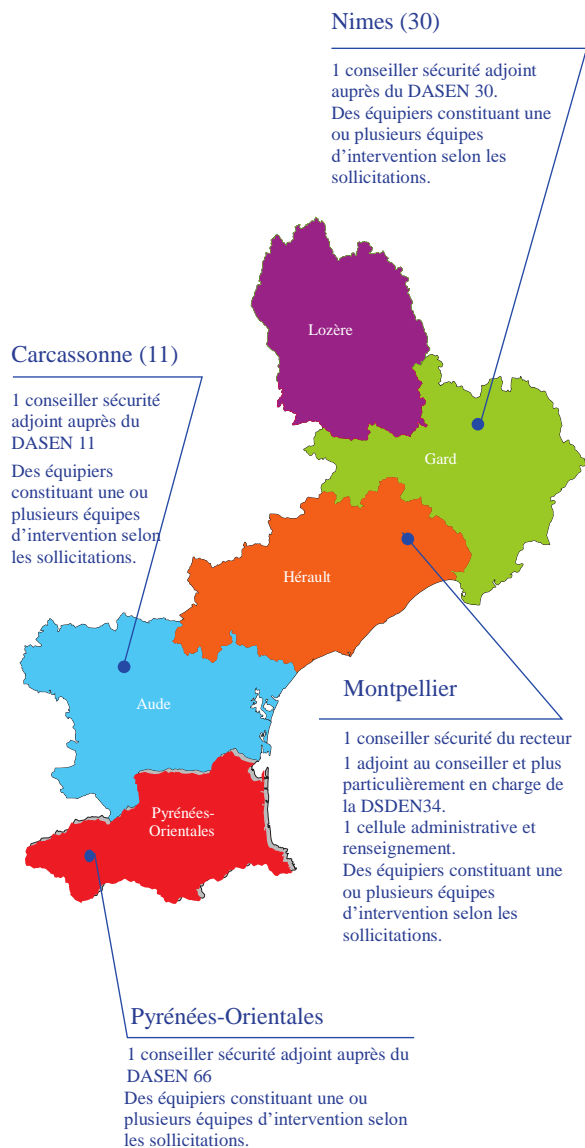 Nimes (30)
1 conseiller sécurité adjoint
auprès du DASEN 30.
Des équipiers constituant une
ou plusieurs équipes
d’intervention selon les
sollicitations.
Lozère
Carcassonne (11)
1 conseiller sécurité
adjoint auprès du
DASEN 11
Des équipiers
constituant une ou
plusieurs équipes
d’intervention selon
les sollicitations.
Gard
Hérault
Aude
Montpellier
1 conseiller sécurité du recteur
1 adjoint au conseiller et plus
particulièrement en charge de
la DSDEN34.
1 cellule administrative et
renseignement.
Des équipiers constituant une
ou plusieurs équipes
d’intervention selon les
sollicitations.
Pyrénées-
Orientales
Pyrénées-Orientales
1 conseiller sécurité adjoint auprès du
DASEN 66
Des équipiers constituant une ou
plusieurs équipes d’intervention selon
les sollicitations.